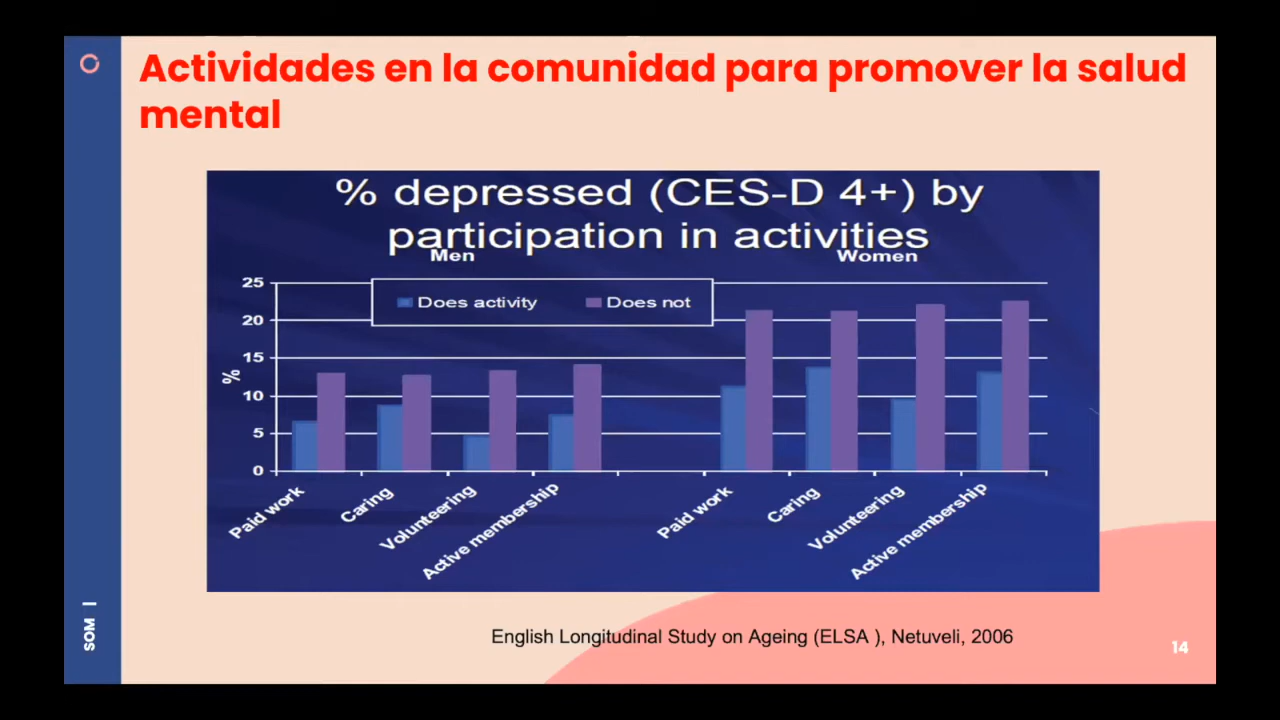 Actividades en la comunidad para promover la salud
mental
% depressed (CES-D 4+) by
participation in activities
Men
Women
Does activity
Does not
25
20
15
10
5
0
%
Paid work
Caring
Volunteering
Active membership
Paid work
Caring
Volunteering
Active membership
English Longitudinal Study on Ageing (ELSA ), Netuveli, 2006
SOM |
14